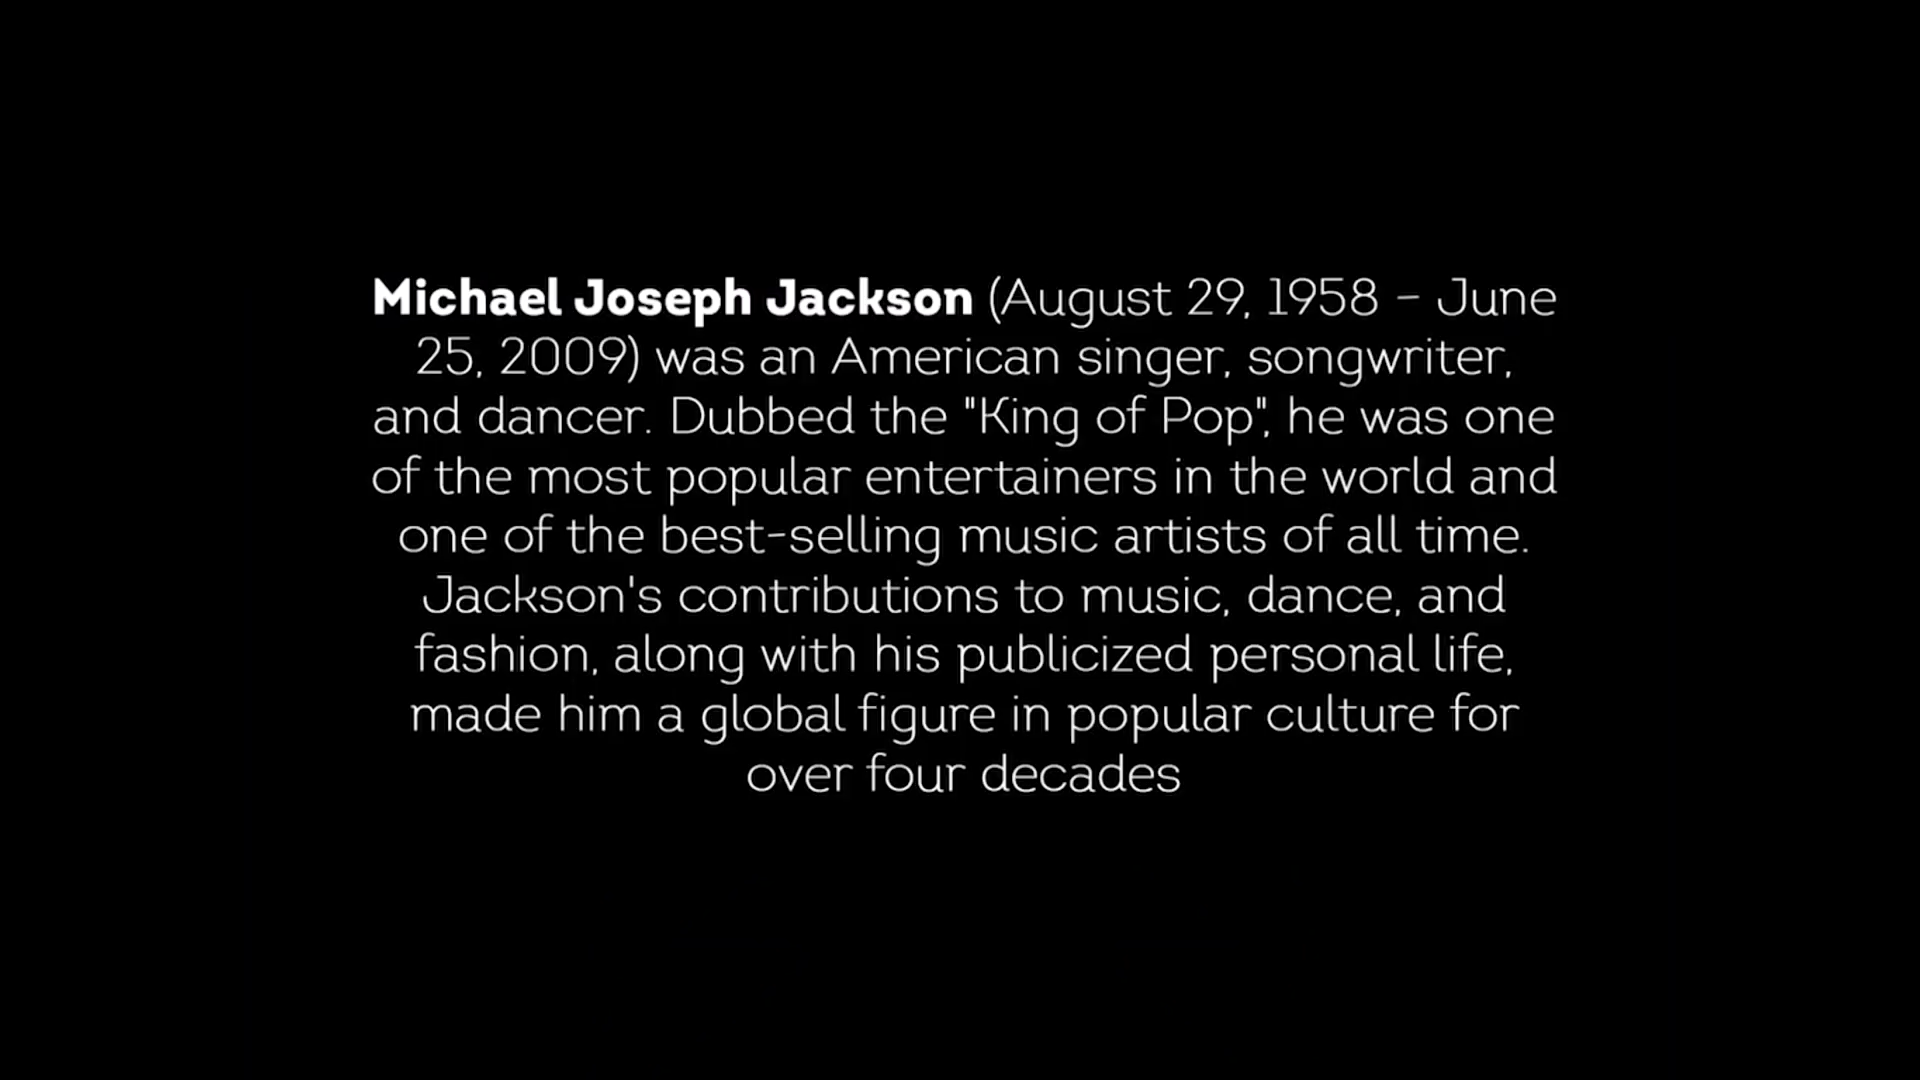 Michael Joseph Jackson (August 29, 1958 – June
25, 2009) was an American singer, songwriter,
and dancer. Dubbed the "King of Pop", he was one
of the most popular entertainers in the world and
one of the best-selling music artists of all time.
Jackson's contributions to music, dance, and
fashion, along with his publicized personal life,
made him a global figure in popular culture for
over four decades